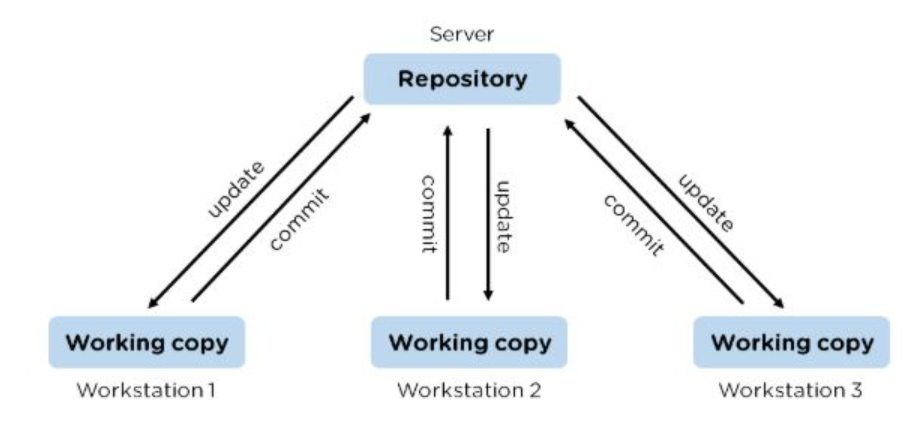 Server
Repository
update
commit
commit
update
commit
update
Working copy
Working copy
Working copy
Workstation 1
Workstation 2
Workstation 3